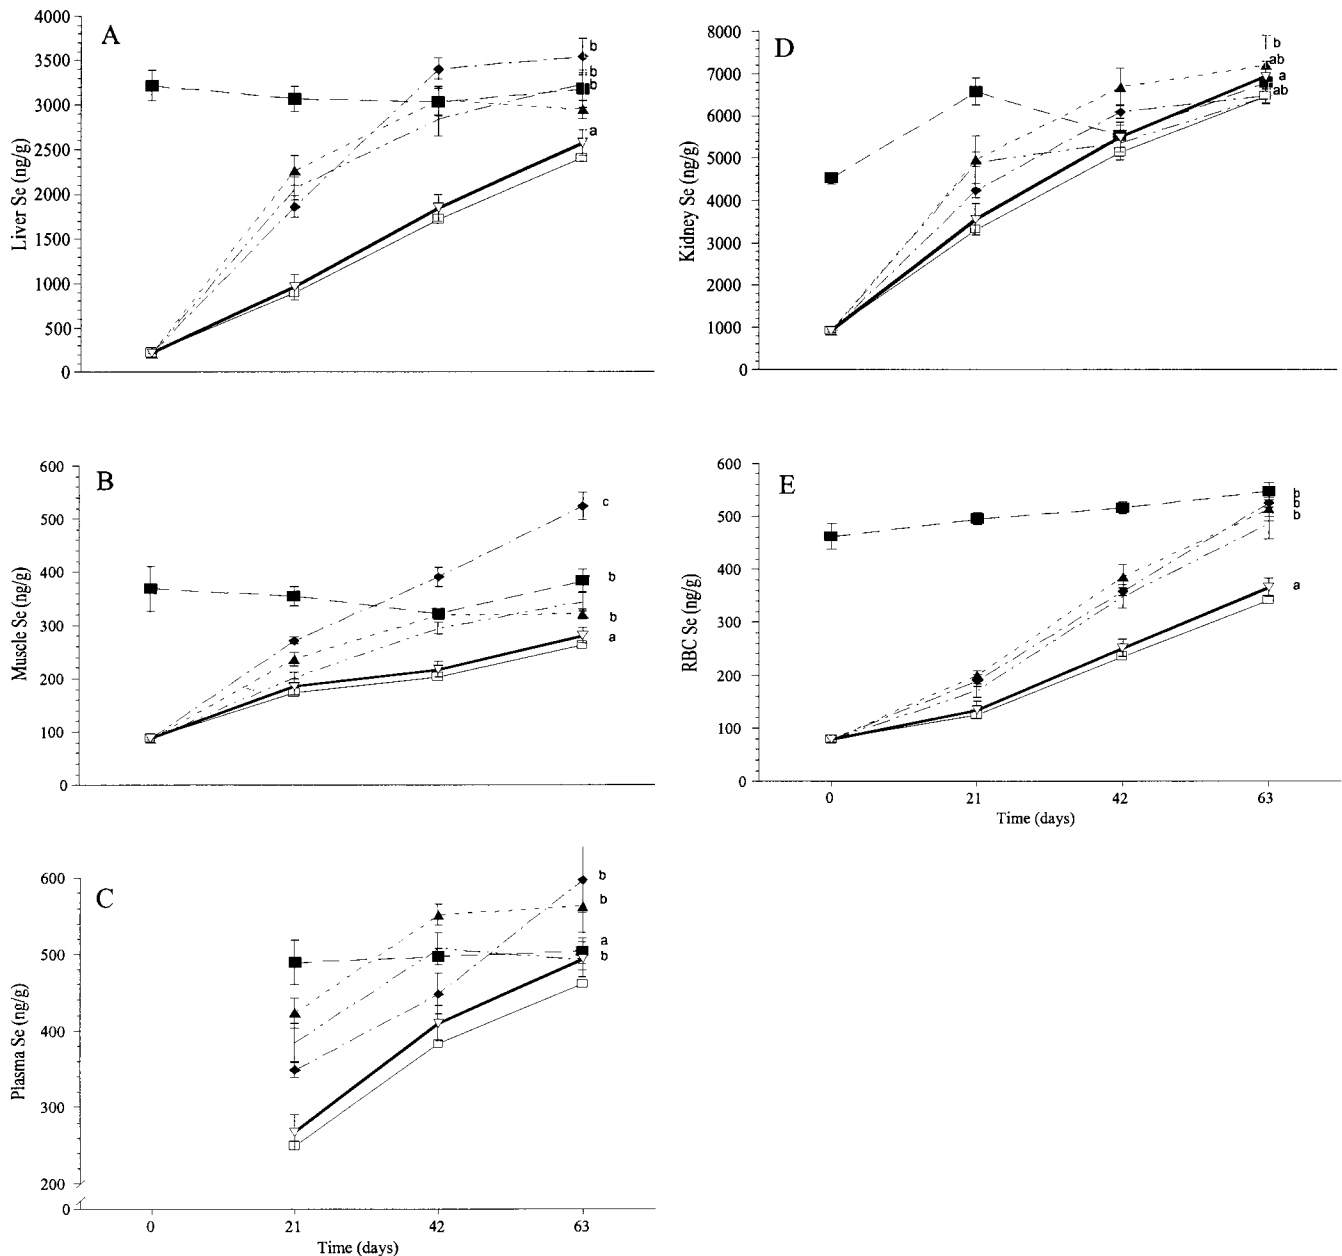 A
Liver Se (ng/g)
4000
3500
3000
2500
2000
1500
1000
500
0
b
b
b
a
D
Kidney Se (ng/g)
8000
7000
6000
5000
4000
3000
2000
1000
0
b
ab
a
ab
B
Muscle Se (ng/g)
600
500
400
300
200
100
0
c
b
b
a
E
RBC Se (ng/g)
600
500
400
300
200
100
0
b
b
b
a
0 21 42 63
Time (days)
C
Plasma Se (ng/g)
600
500
400
300
200
0
b
b
a
b
0 21 42 63
Time (days)